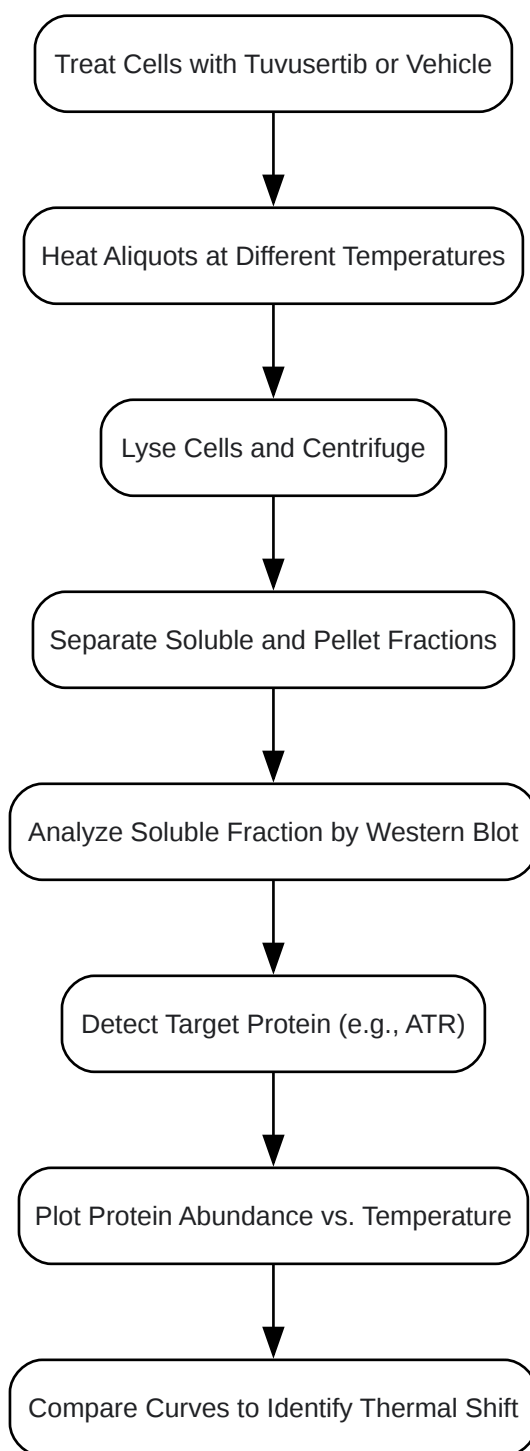 Treat Cells with Tuvusertib or Vehicle
Heat Aliquots at Different Temperatures
Lyse Cells and Centrifuge
Separate Soluble and Pellet Fractions
Analyze Soluble Fraction by Western Blot
Detect Target Protein (e.g., ATR)
Plot Protein Abundance vs. Temperature
Compare Curves to Identify Thermal Shift